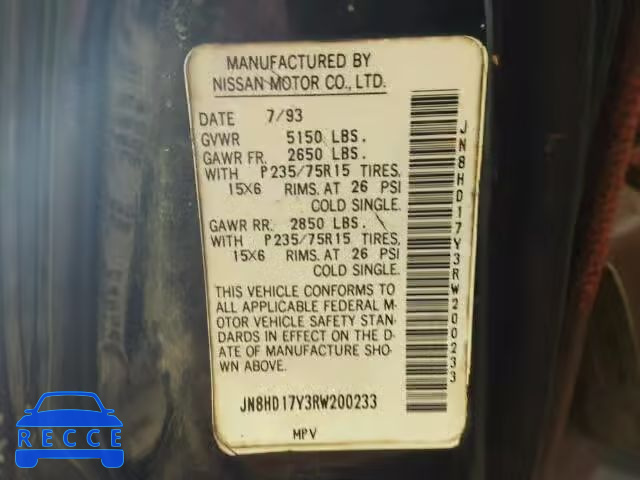 MANUFACTURED BY
NISSAN MOTOR CO., LTD.
DATE 7/93
GVWR 5150 LBS.
GAWR FR. 2650 LBS.
WITH P235/75R15 TIRES,
15X6 RIMS. AT 26 PSI
COLD SINGLE.
GAWR RR. 2850 LBS.
WITH P235/75R15 TIRES,
15X6 RIMS. AT 26 PSI
COLD SINGLE.
THIS VEHICLE CONFORMS TO
ALL APPLICABLE FEDERAL M-
OTOR VEHICLE SAFETY STAN-
DARDS IN EFFECT ON THE D-
ATE OF MANUFACTURE SHO-
WN ABOVE.
JN8HD17Y3RW200233
MPV
JN8HD17Y3RW200233